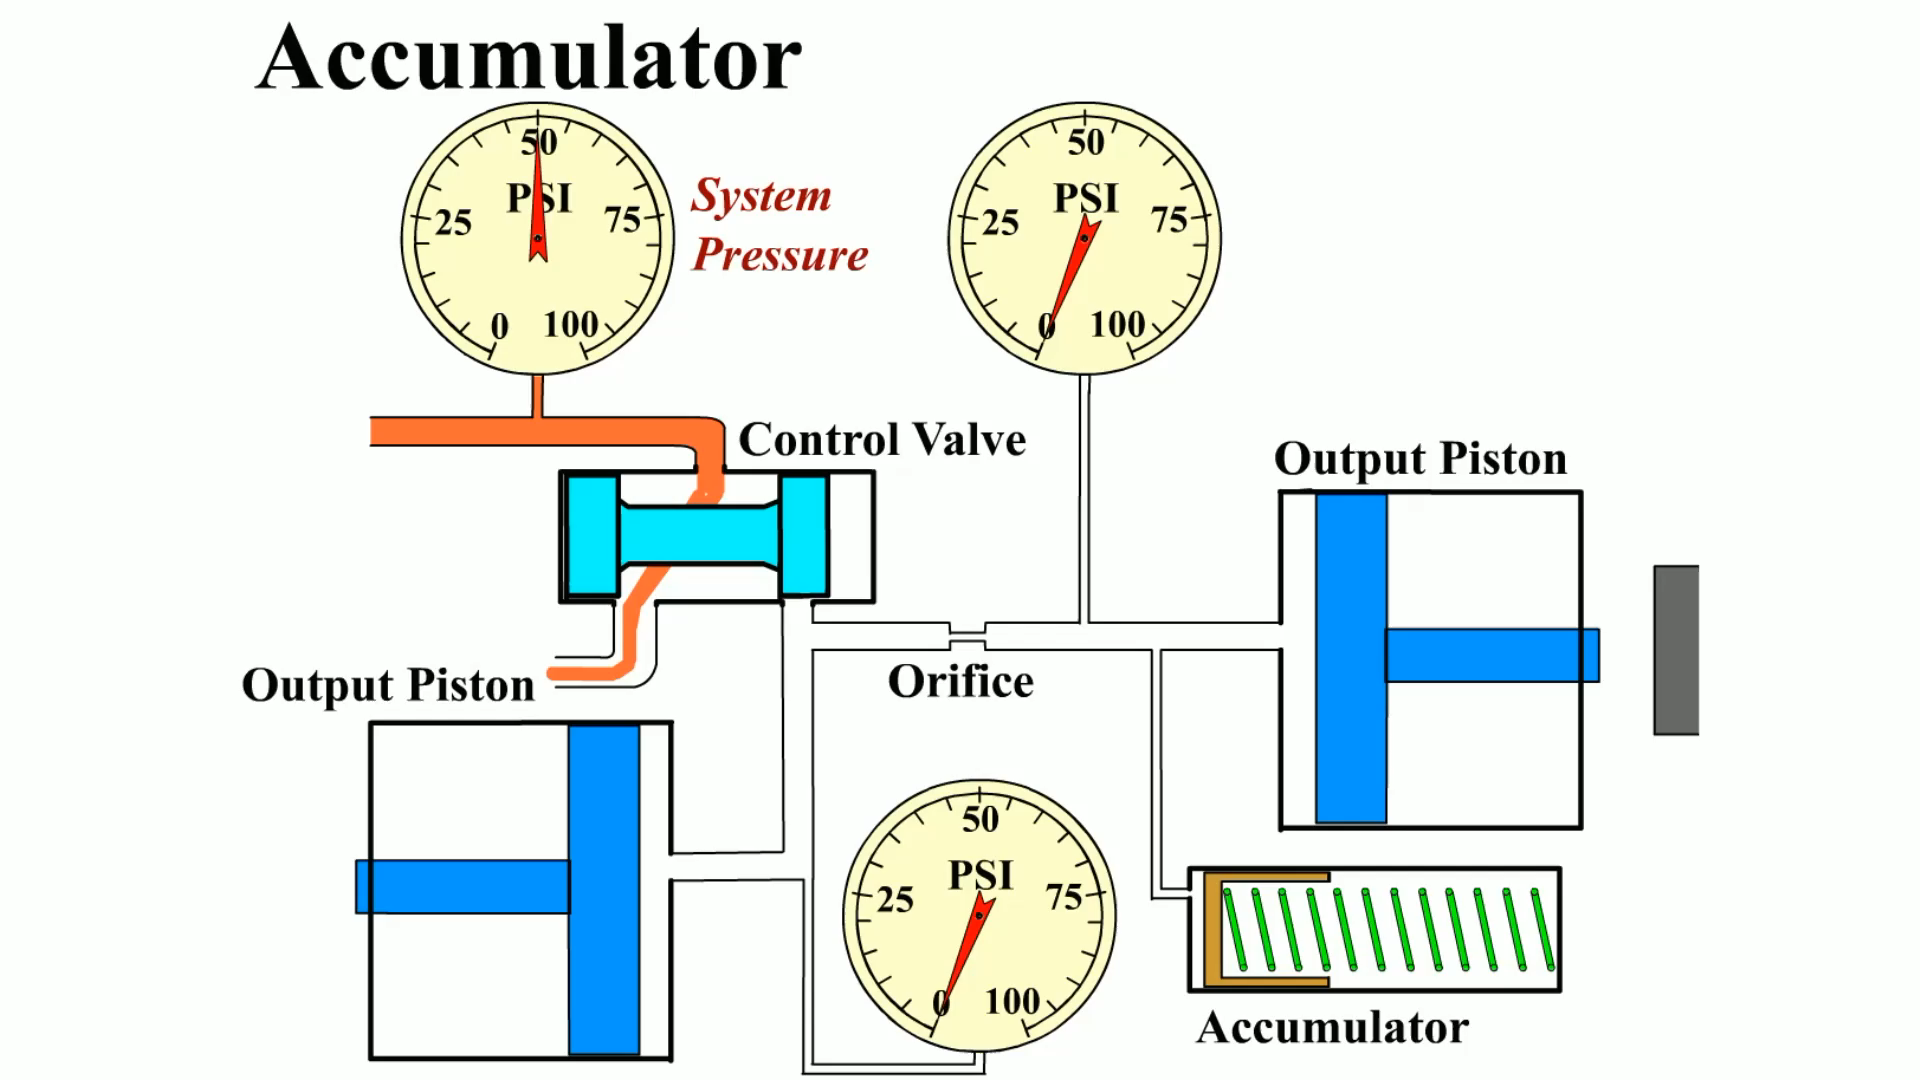 Accumulator
50
PSI
25
75
0
100
System
Pressure
50
PSI
25
75
0
100
Control Valve
Output Piston
Orifice
Output Piston
50
PSI
25
75
0
100
Accumulator